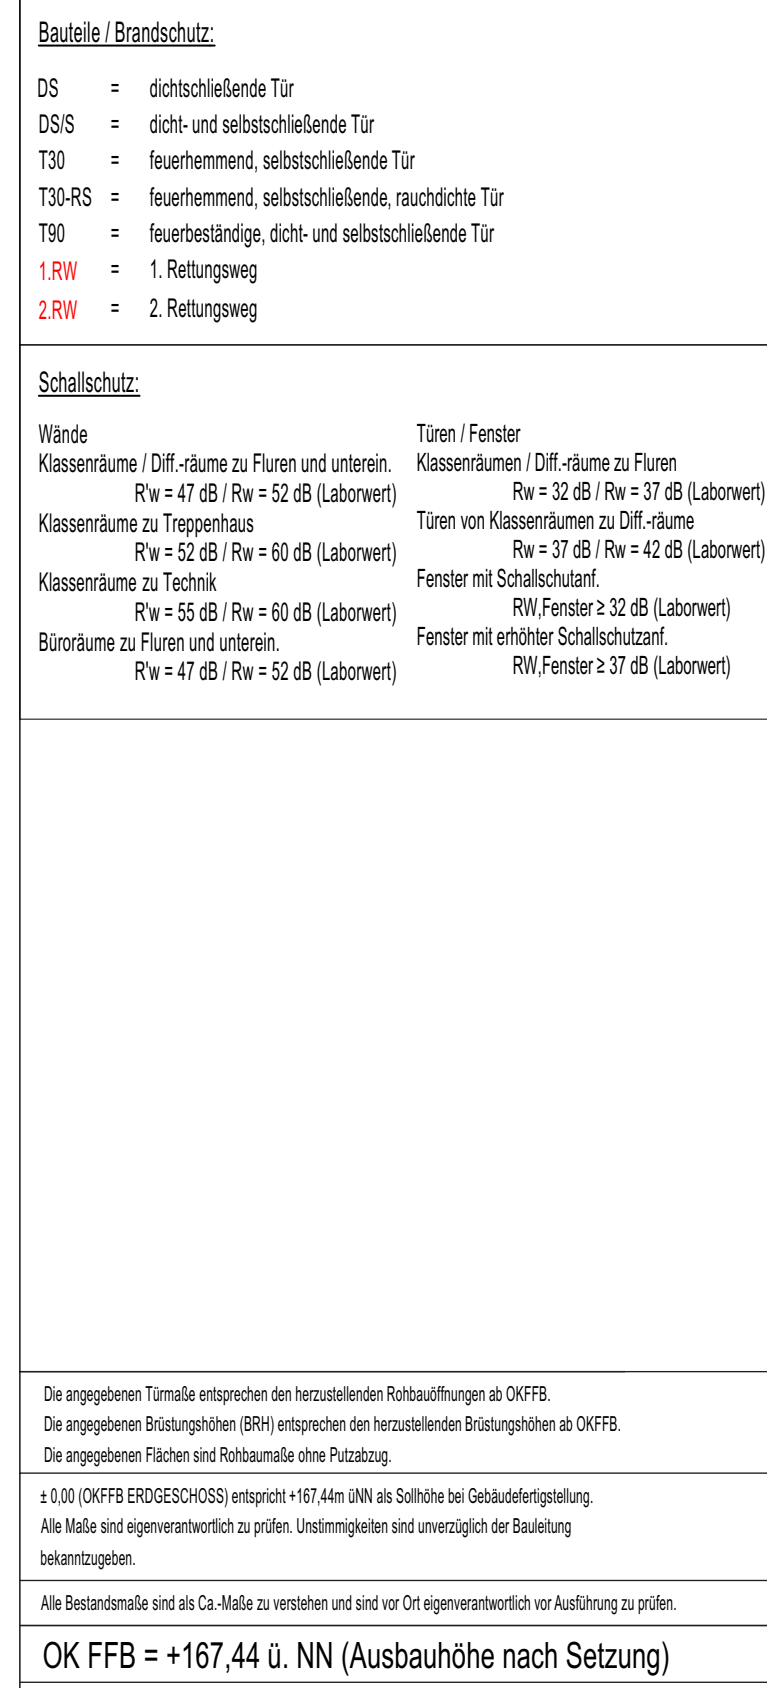 Bauteile / Brandschutz:
DS = dichtschließende Tür
DS/S = dicht- und selbstschließende Tür
T30 = feuerhemmend, selbstschließende Tür
T30-RS = feuerhemmend, selbstschließende, rauchdichte Tür
T90 = feuerbeständige, dicht- und selbstschließende Tür
1.RW = 1. Rettungsweg
2.RW = 2. Rettungsweg
Schallschutz:
Wände
Klassenräume / Diff.-räume zu Fluren und unterein.
R'w = 47 dB / Rw = 52 dB (Laborwert)
Klassenräume zu Treppenhaus
R'w = 52 dB / Rw = 60 dB (Laborwert)
Klassenräume zu Technik
R'w = 55 dB / Rw = 60 dB (Laborwert)
Büroräume zu Fluren und unterein.
R'w = 47 dB / Rw = 52 dB (Laborwert)
Türen / Fenster
Klassenräumen / Diff.-räume zu Fluren
Rw = 32 dB / Rw = 37 dB (Laborwert)
Türen von Klassenräumen zu Diff.-räume
Rw = 37 dB / Rw = 42 dB (Laborwert)
Fenster mit Schallschutanf.
RW,Fenster ≥ 32 dB (Laborwert)
Fenster mit erhöhter Schallschutzanf.
RW,Fenster ≥ 37 dB (Laborwert)
Die angegebenen Türmaße entsprechen den herzustellenden Rohbauöffnungen ab OKFFB.
Die angegebenen Brüstungshöhen (BRH) entsprechen den herzustellenden Brüstungshöhen ab OKFFB.
Die angegebenen Flächen sind Rohbaumaße ohne Putzabzug.
± 0,00 (OKFFB ERDGESCHOSS) entspricht +167,44m üNN als Sollhöhe bei Gebäudefertigstellung.
Alle Maße sind eigenverantwortlich zu prüfen. Unstimmigkeiten sind unverzüglich der Bauleitung
bekanntzugeben.
Alle Bestandsmaße sind als Ca.-Maße zu verstehen und sind vor Ort eigenverantwortlich vor Ausführung zu prüfen.
OK FFB = +167,44 ü. NN (Ausbauhöhe nach Setzung)